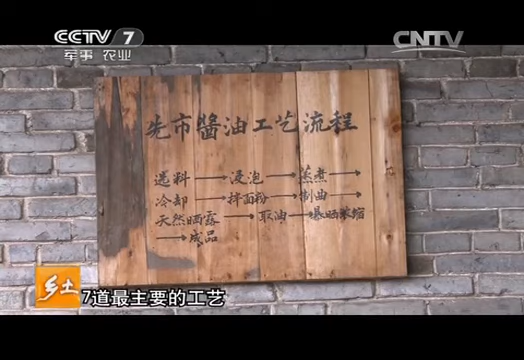 CCTV 7
军事 农业
CNTV
先市醬油工艺流程
选料→浸泡→蒸煮→
冷却→拌面粉→制曲→
天然晒露→取油→暴晒浓缩
→成品
乡土
7道最主要的工艺